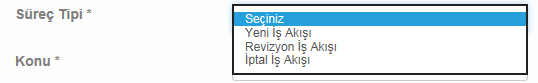 Süreç Tipi *
Seçiniz
Yeni İş Akışı
Revizyon İş Akışı
İptal İş Akışı
Konu *